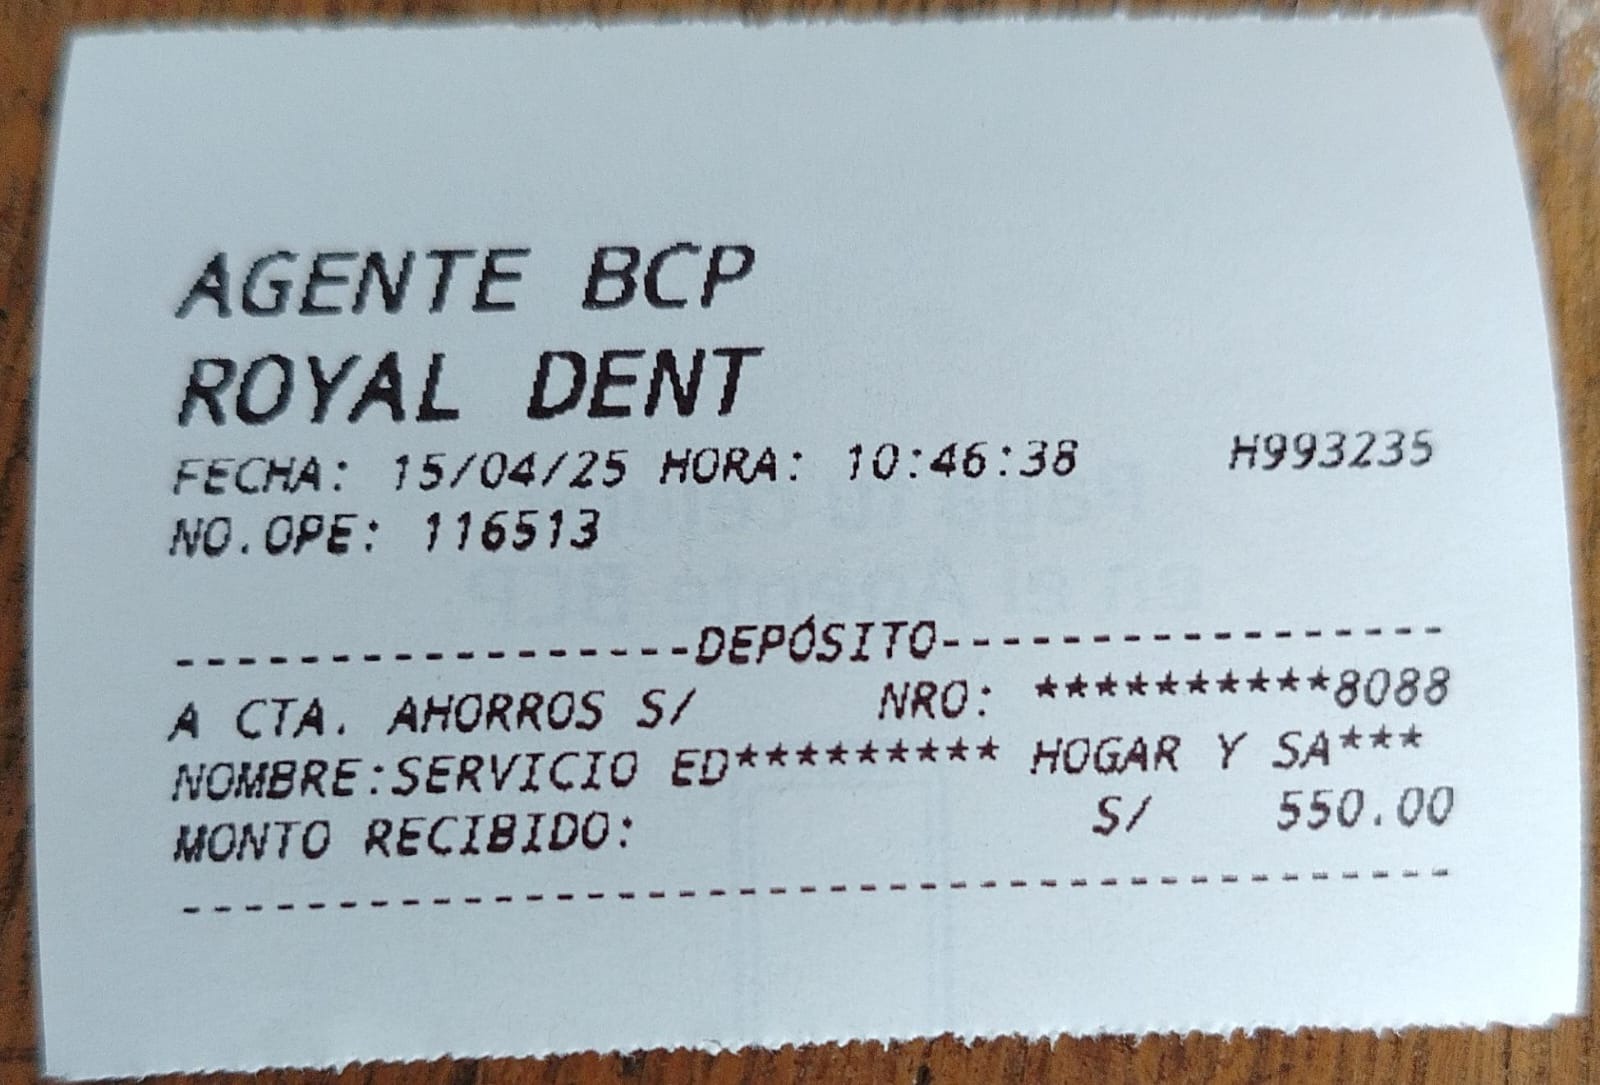 AGENTE BCP
ROYAL DENT
FECHA: 15/04/25 HORA: 10:46:38 H993235
NO.OPE: 116513
-----------------DEPÓSITO-----------------
A CTA. AHORROS S/ NRO: **********8088
NOMBRE:SERVICIO ED********* HOGAR Y SA***
MONTO RECIBIDO: S/ 550.00
-----------------------------------------